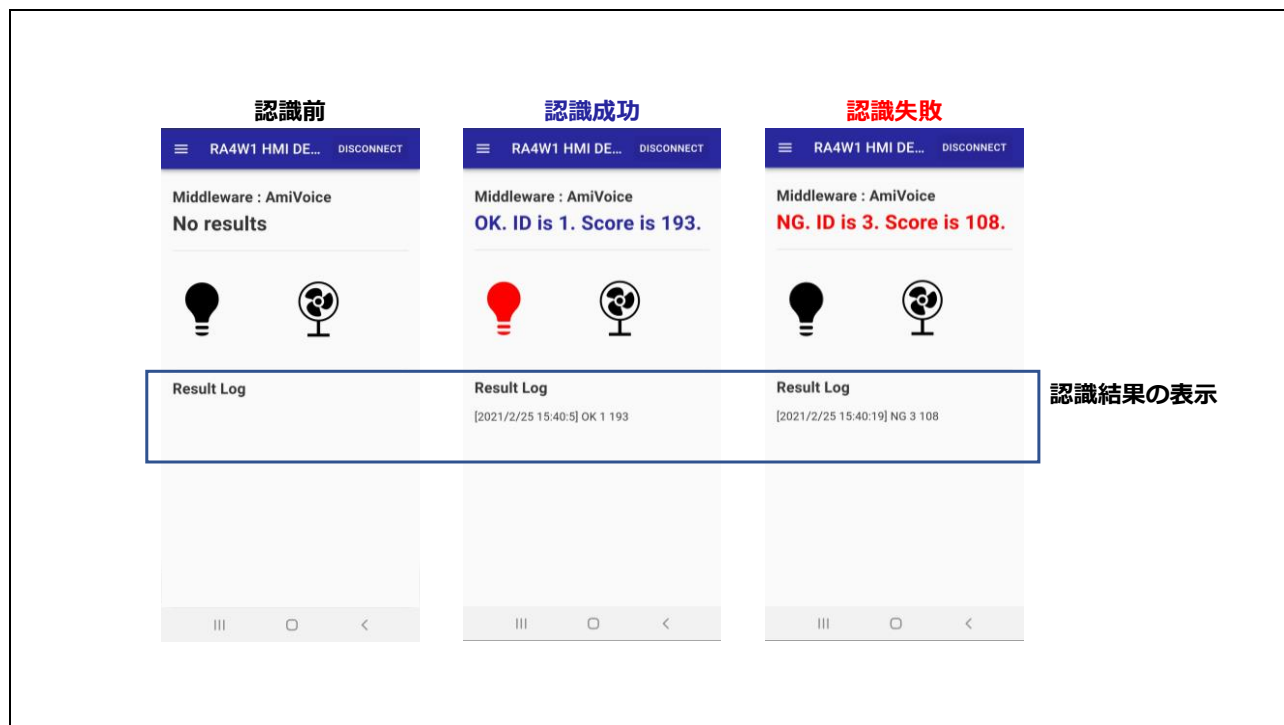 認識前
RA4W1 HMI DE... DISCONNECT
Middleware : AmiVoice
No results
Result Log
認識成功
RA4W1 HMI DE... DISCONNECT
Middleware : AmiVoice
OK. ID is 1. Score is 193.
Result Log
[2021/2/25 15:40:5] OK 1 193
認識失敗
RA4W1 HMI DE... DISCONNECT
Middleware : AmiVoice
NG. ID is 3. Score is 108.
Result Log
[2021/2/25 15:40:19] NG 3 108
認識結果の表示